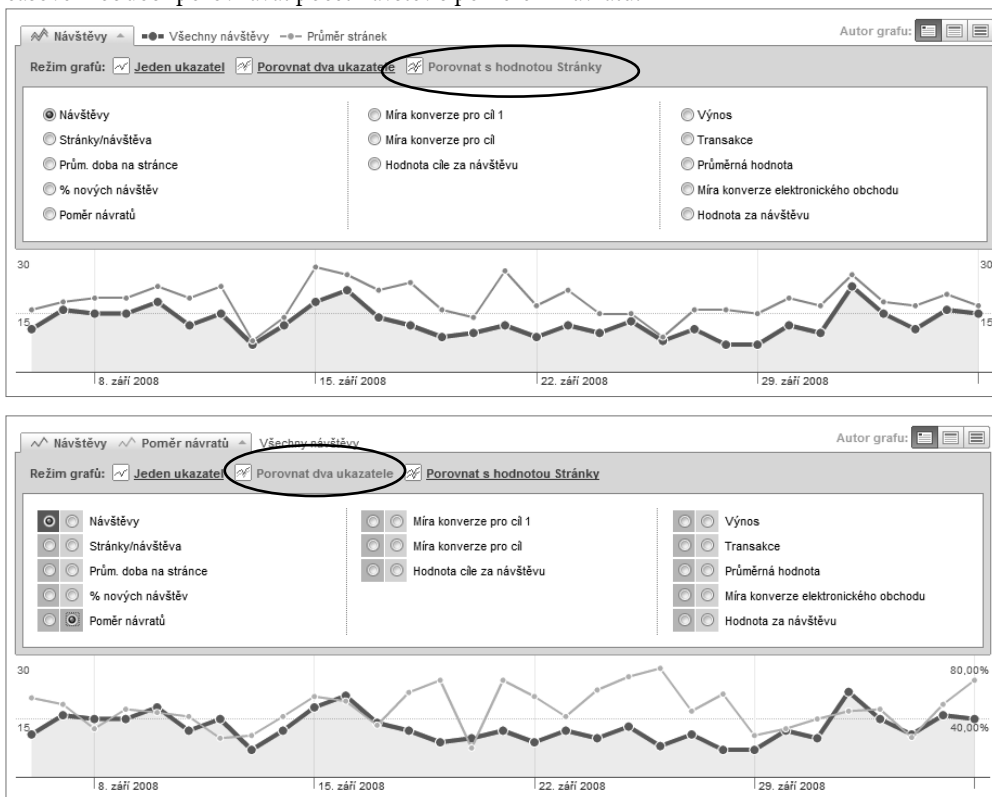 Návštěvy Všechny návštěvy Průměr stránek Autor grafu:
Režim grafů: Jeden ukazatel Porovnat dva ukazatele Porovnat s hodnotou Stránky
Návštěvy Míra konverze pro cíl 1 Výnos
Stránky/návštěva Míra konverze pro cíl Transakce
Prům. doba na stránce Hodnota cíle za návštěvu Průměrná hodnota
% nových návštěv Míra konverze elektronického obchodu
Poměr návratů Hodnota za návštěvu
30 30
15 15
8. září 2008 15. září 2008 22. září 2008 29. září 2008
Návštěvy Poměr návratů Všechny návštěvy Autor grafu:
Režim grafů: Jeden ukazatel Porovnat dva ukazatele Porovnat s hodnotou Stránky
Návštěvy Míra konverze pro cíl 1 Výnos
Stránky/návštěva Míra konverze pro cíl Transakce
Prům. doba na stránce Hodnota cíle za návštěvu Průměrná hodnota
% nových návštěv Míra konverze elektronického obchodu
Poměr návratů Hodnota za návštěvu
30 80,00%
15 40,00%
8. září 2008 15. září 2008 22. září 2008 29. září 2008